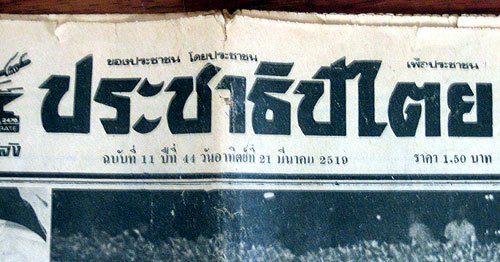 ของประชาชน โดยประชาชน เพื่อประชาชน
ประชาธิปไตย
ฉบับที่ 11 ปีที่ 44 วันอาทิตย์ที่ 21 มีนาคม 2519 ราคา 1.50 บาท